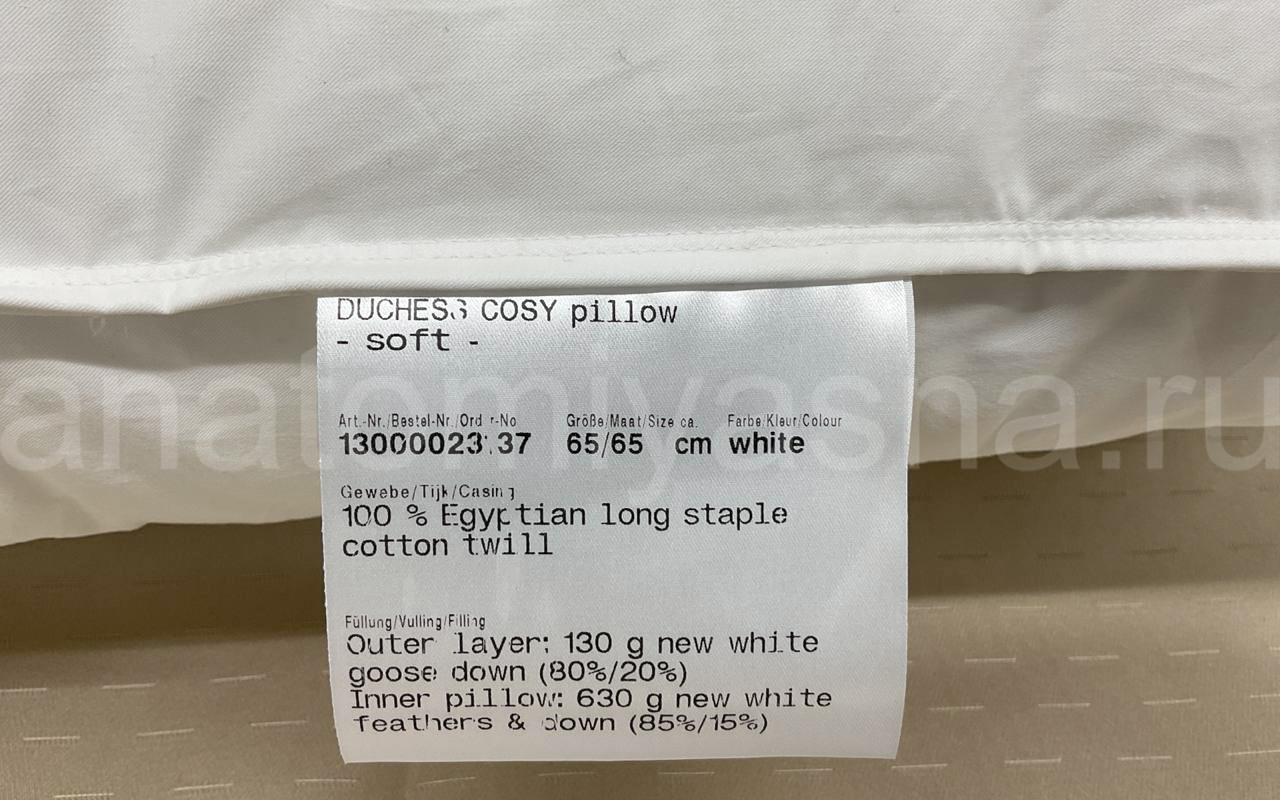 DUCHESS COSY pillow
- soft -
Art.-Nr./Bestel-Nr./Order-No Größe/Maat/Size ca. Farbe/Kleur/Colour
65/65 cm white
Gewebe/Tijk/Casing
100 % Egyptian long staple
cotton twill
Füllung/Vulling/Filling
Outer layer: 130 g new white
goose down (80%/20%)
Inner pillow: 630 g new white
feathers & down (85%/15%)
anatomiyasna.ru